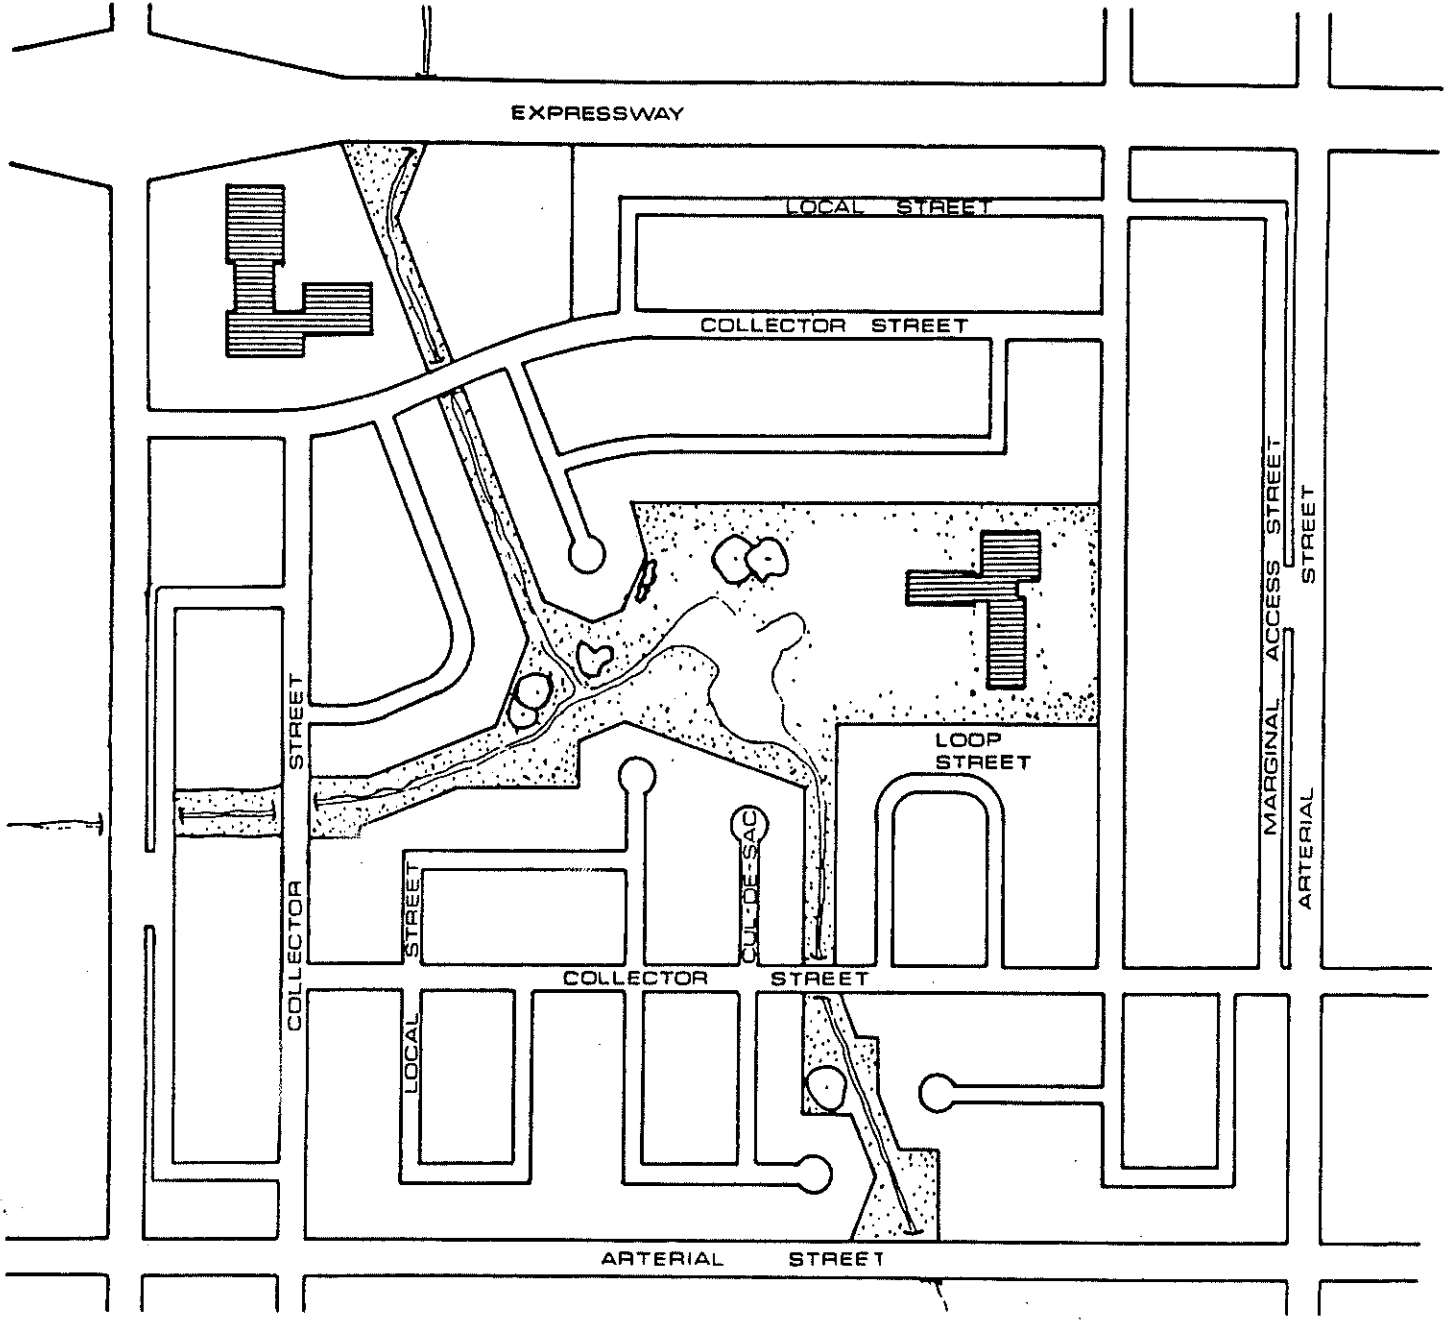 EXPRESSWAY
LOCAL STREET
COLLECTOR STREET
MARGINAL ACCESS STREET
ARTERIAL STREET
COLLECTOR STREET
LOOP
STREET
CUL-DE-SAC
LOCAL STREET
COLLECTOR STREET
ARTERIAL STREET